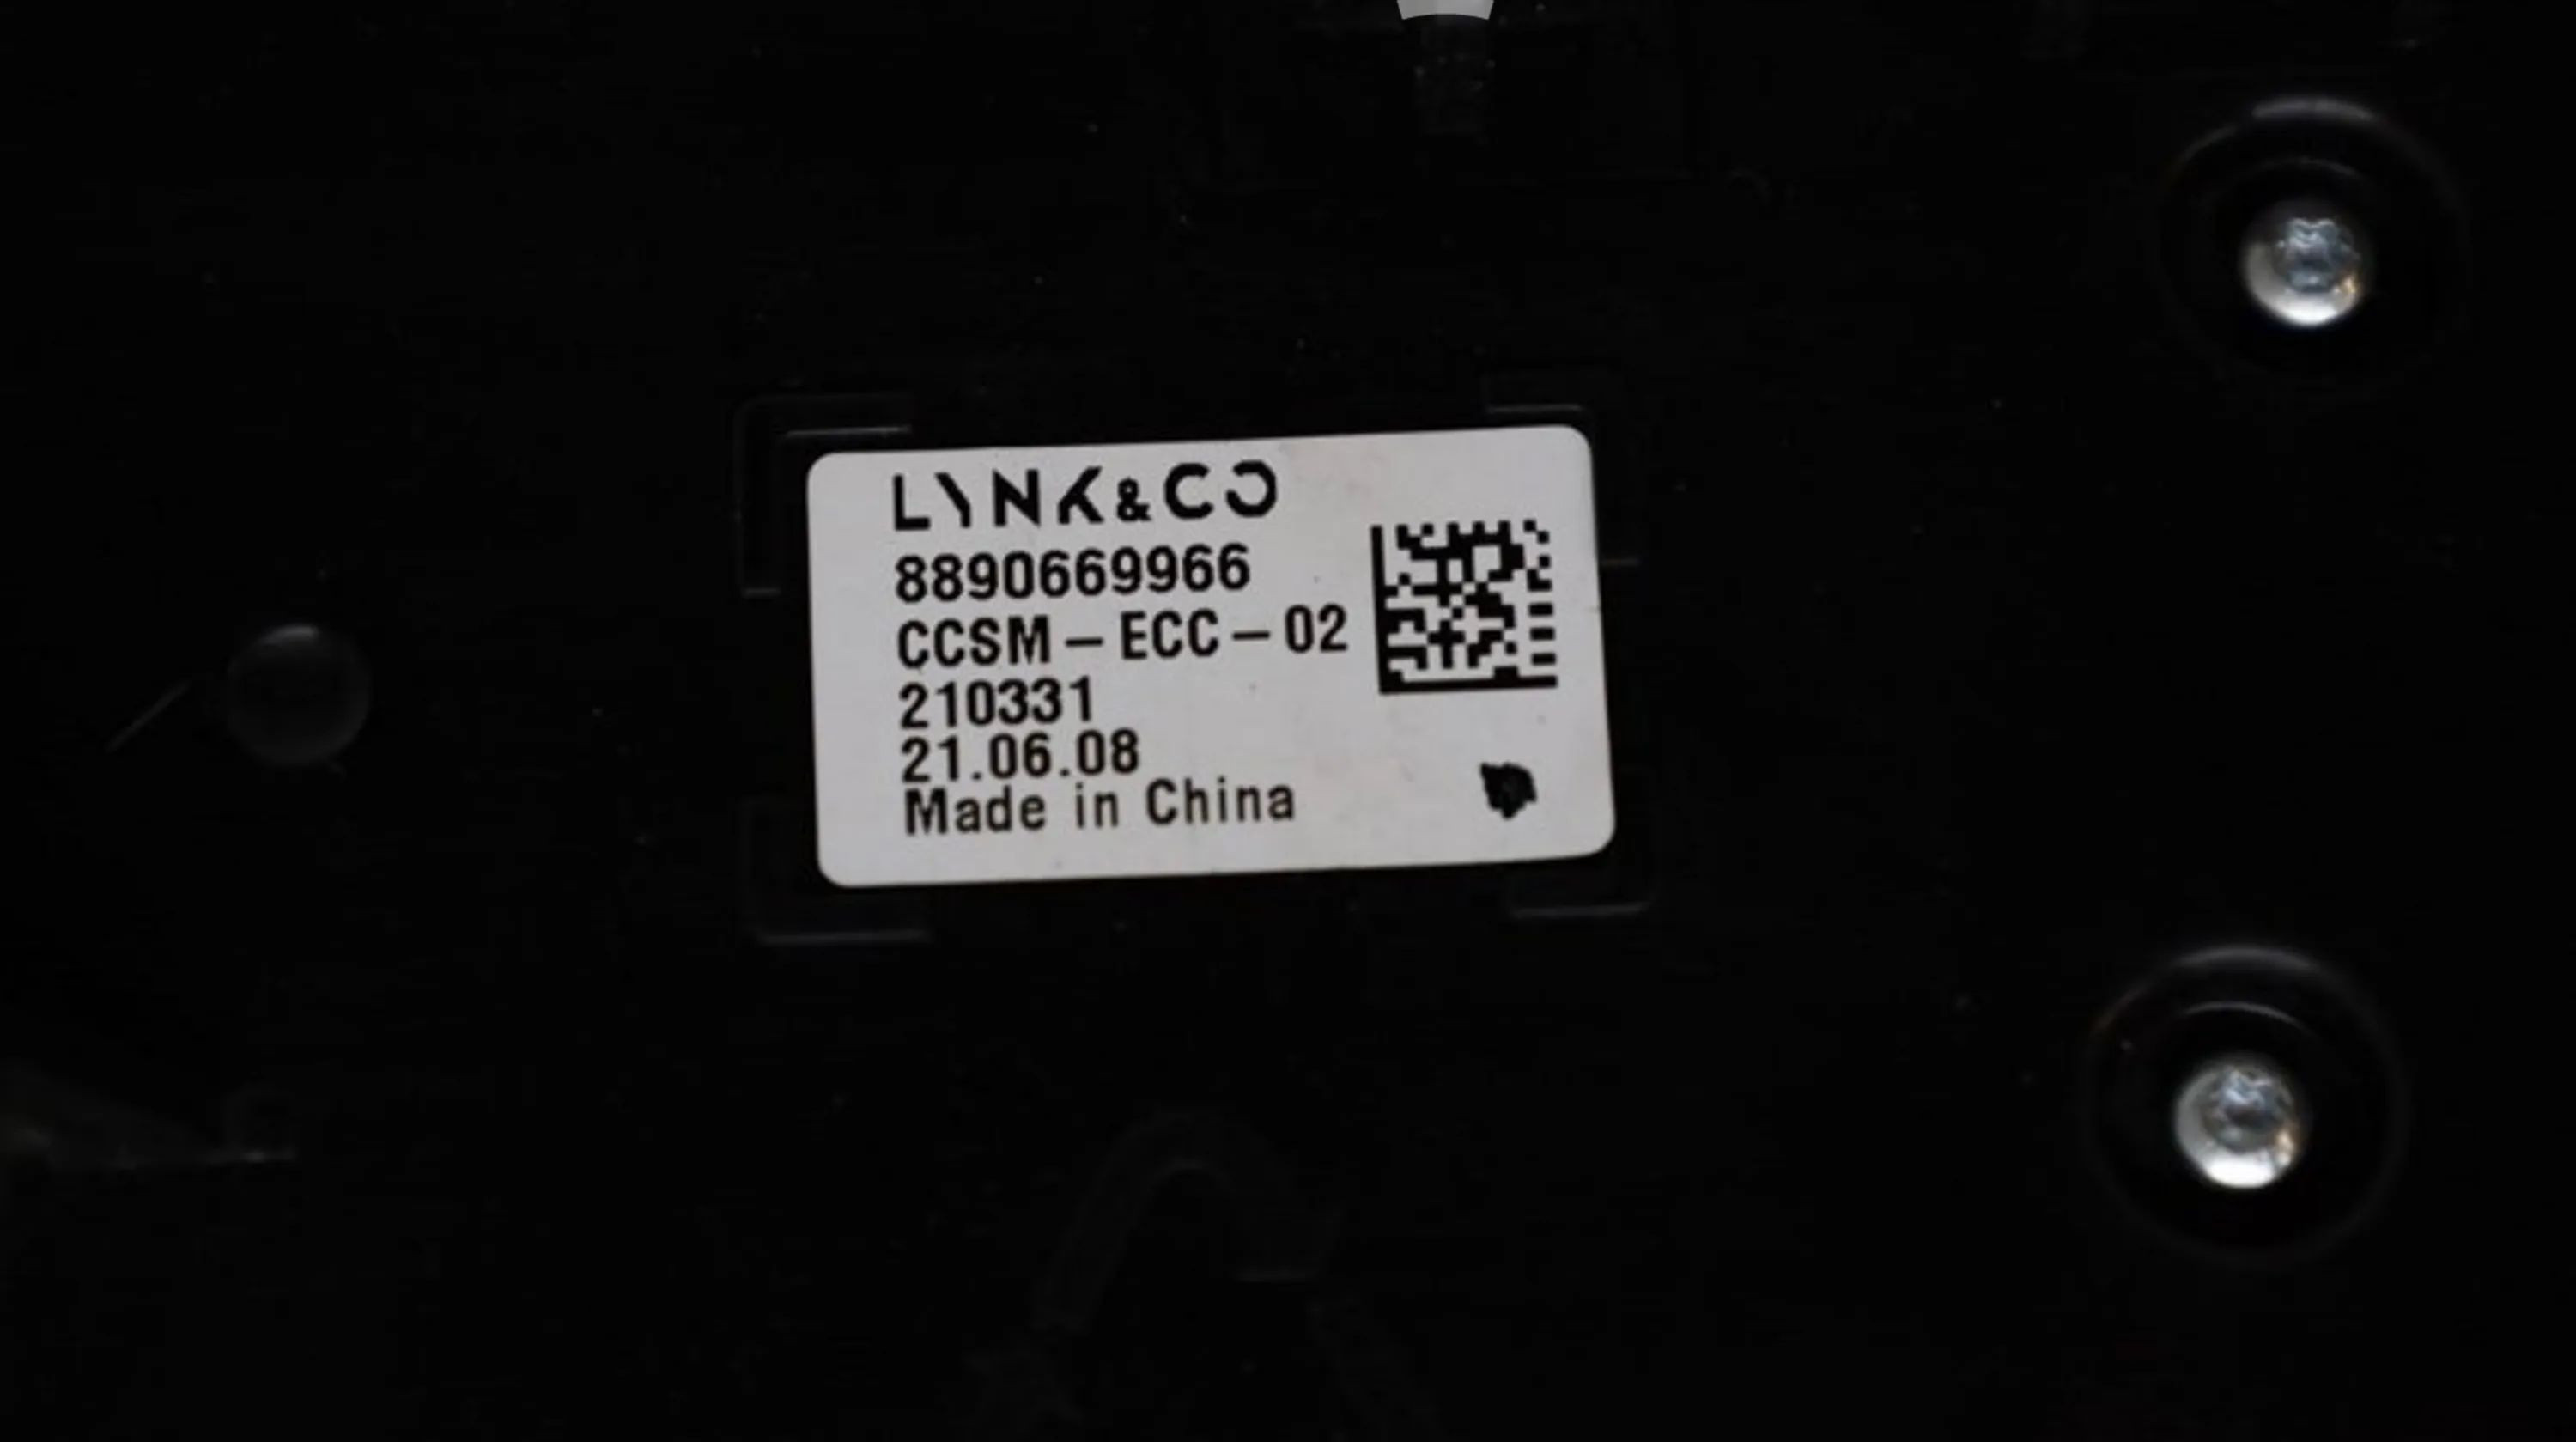 LYNK&CO
8890669966
CCSM-ECC-02
210331
21.06.08
Made in China